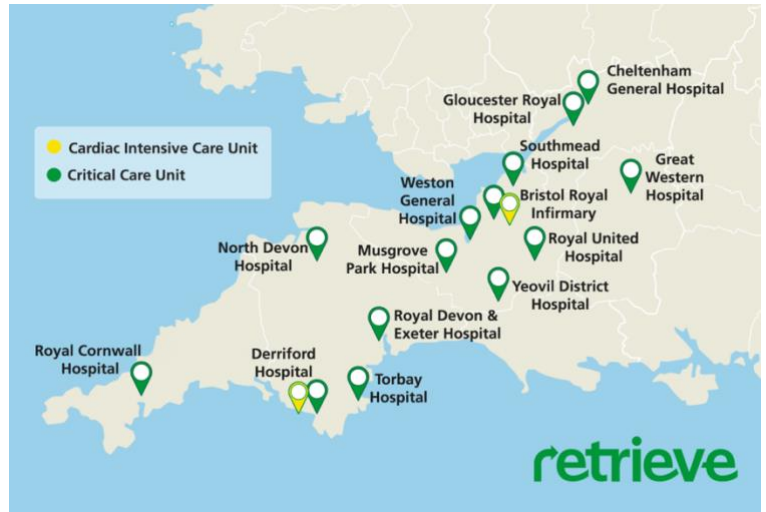 Cheltenham
General Hospital
Gloucester Royal
Hospital
Cardiac Intensive Care Unit
Critical Care Unit
Southmead
Hospital
Great
Western
Hospital
Weston
General
Hospital
Bristol Royal
Infirmary
North Devon
Hospital
Musgrove
Park Hospital
Royal United
Hospital
Yeovil District
Hospital
Royal Devon &
Exeter Hospital
Royal Cornwall
Hospital
Derriford
Hospital
Torbay
Hospital
retrieve